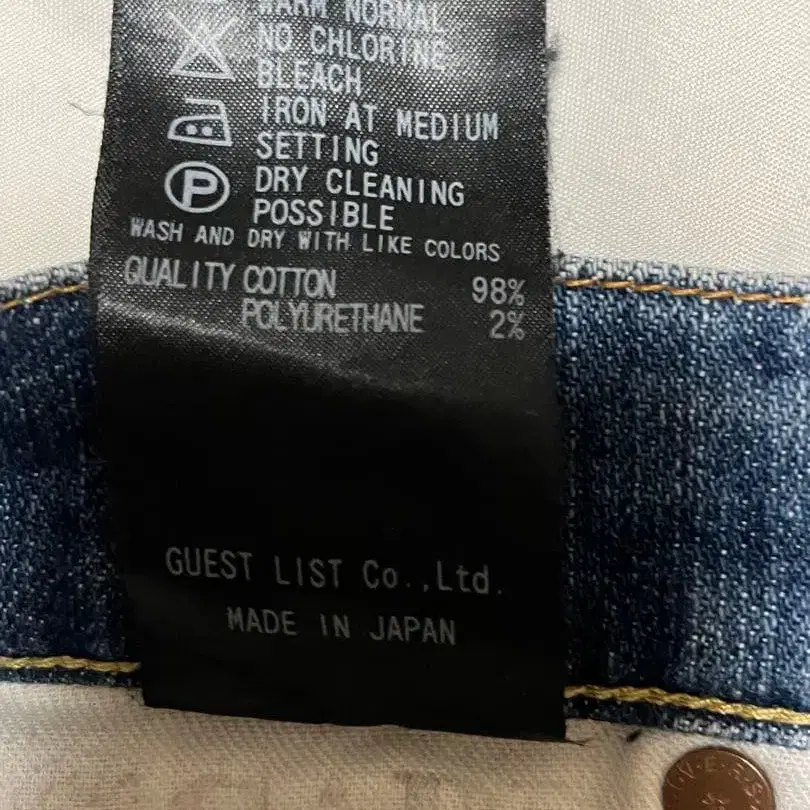 WARM NORMAL
NO CHLORINE
BLEACH
IRON AT MEDIUM
SETTING
P DRY CLEANING
POSSIBLE
WASH AND DRY WITH LIKE COLORS
QUALITY COTTON 98%
POLYURETHANE 2%
GUEST LIST Co.,Ltd.
MADE IN JAPAN